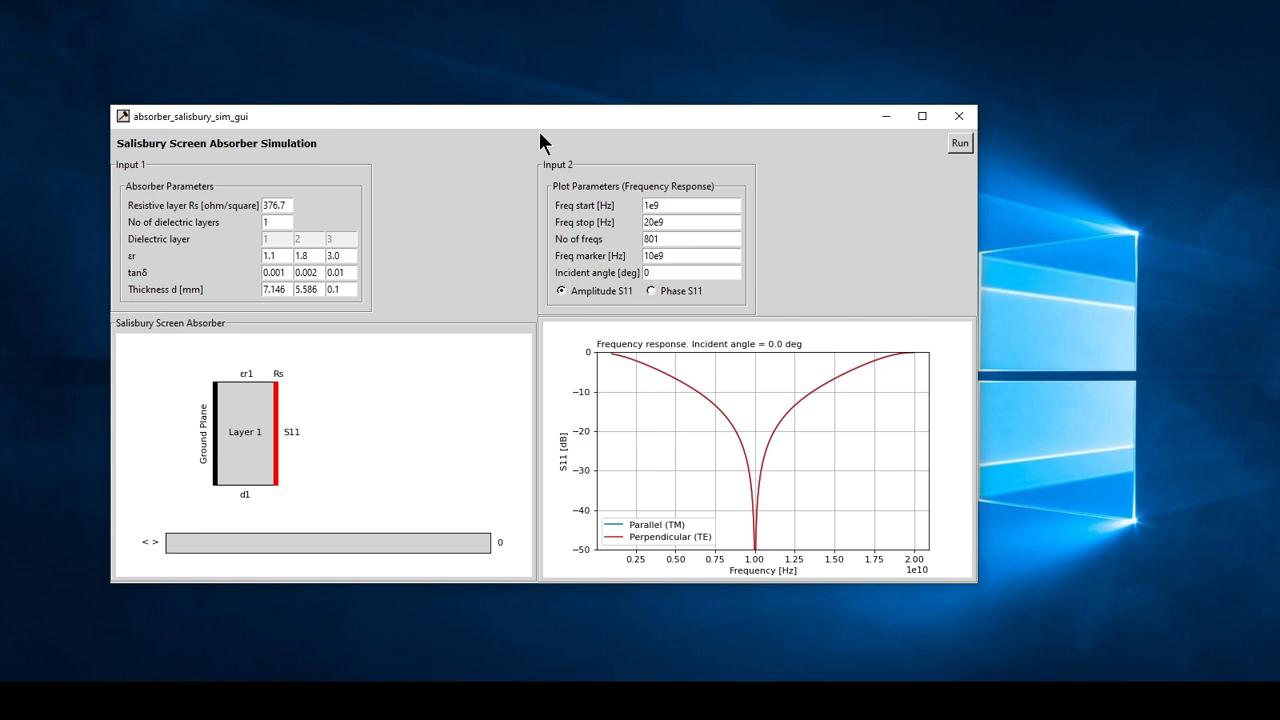 absorber_salisbury_sim_gui
Salisbury Screen Absorber Simulation
Run
Input 1
Absorber Parameters
Resistive layer Rs [ohm/square] 376.7
No of dielectric layers 1
Dielectric layer 1 2 3
εr 1.1 1.8 3.0
tanδ 0.001 0.002 0.01
Thickness d [mm] 7.146 5.586 0.1
Input 2
Plot Parameters (Frequency Response)
Freq start [Hz] 1e9
Freq stop [Hz] 20e9
No of freqs 801
Freq marker [Hz] 10e9
Incident angle [deg] 0
Amplitude S11 Phase S11
Salisbury Screen Absorber
εr1 Rs
Ground Plane
Layer 1
S11
d1
< > 0
Frequency response. Incident angle = 0.0 deg
S11 [dB]
0
−10
−20
−30
−40
−50
Parallel (TM)
Perpendicular (TE)
0.25 0.50 0.75 1.00 1.25 1.50 1.75 2.00
Frequency [Hz] 1e10